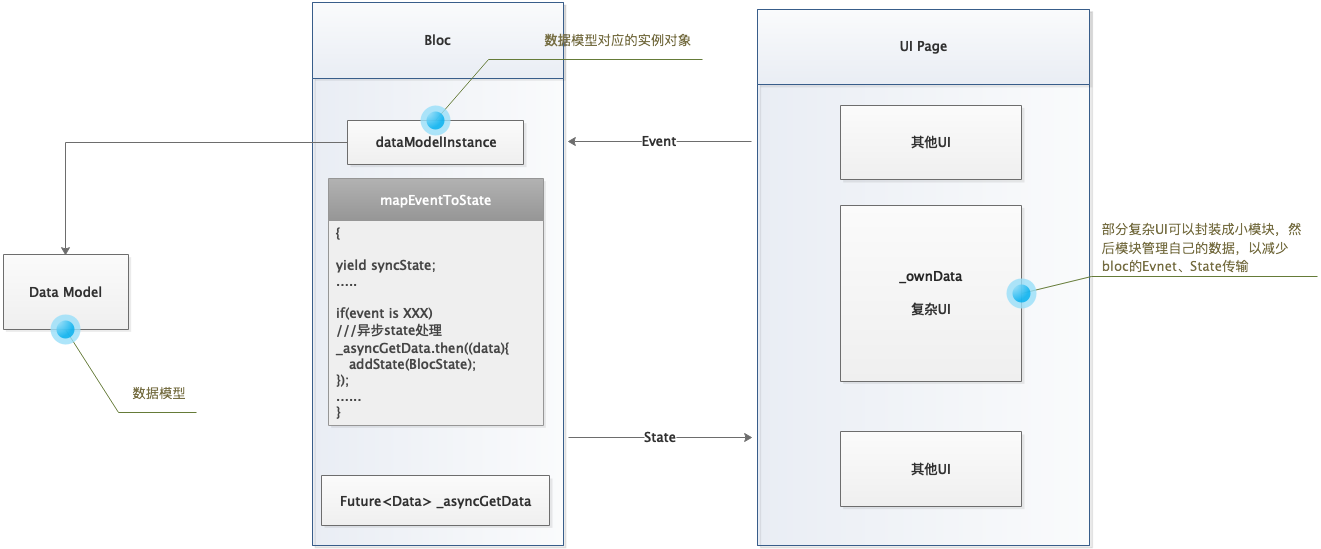 Bloc
数据模型对应的实例对象
dataModelInstance
mapEventToState
{
yield syncState;
.....
if(event is XXX)
///异步state处理
_asyncGetData.then((data){
addState(BlocState);
});
......
}
Future<Data> _asyncGetData
Data Model
数据模型
Event
State
UI Page
其他UI
_ownData
复杂UI
其他UI
部分复杂UI可以封装成小模块，然
后模块管理自己的数据，以减少
bloc的Evnet、State传输